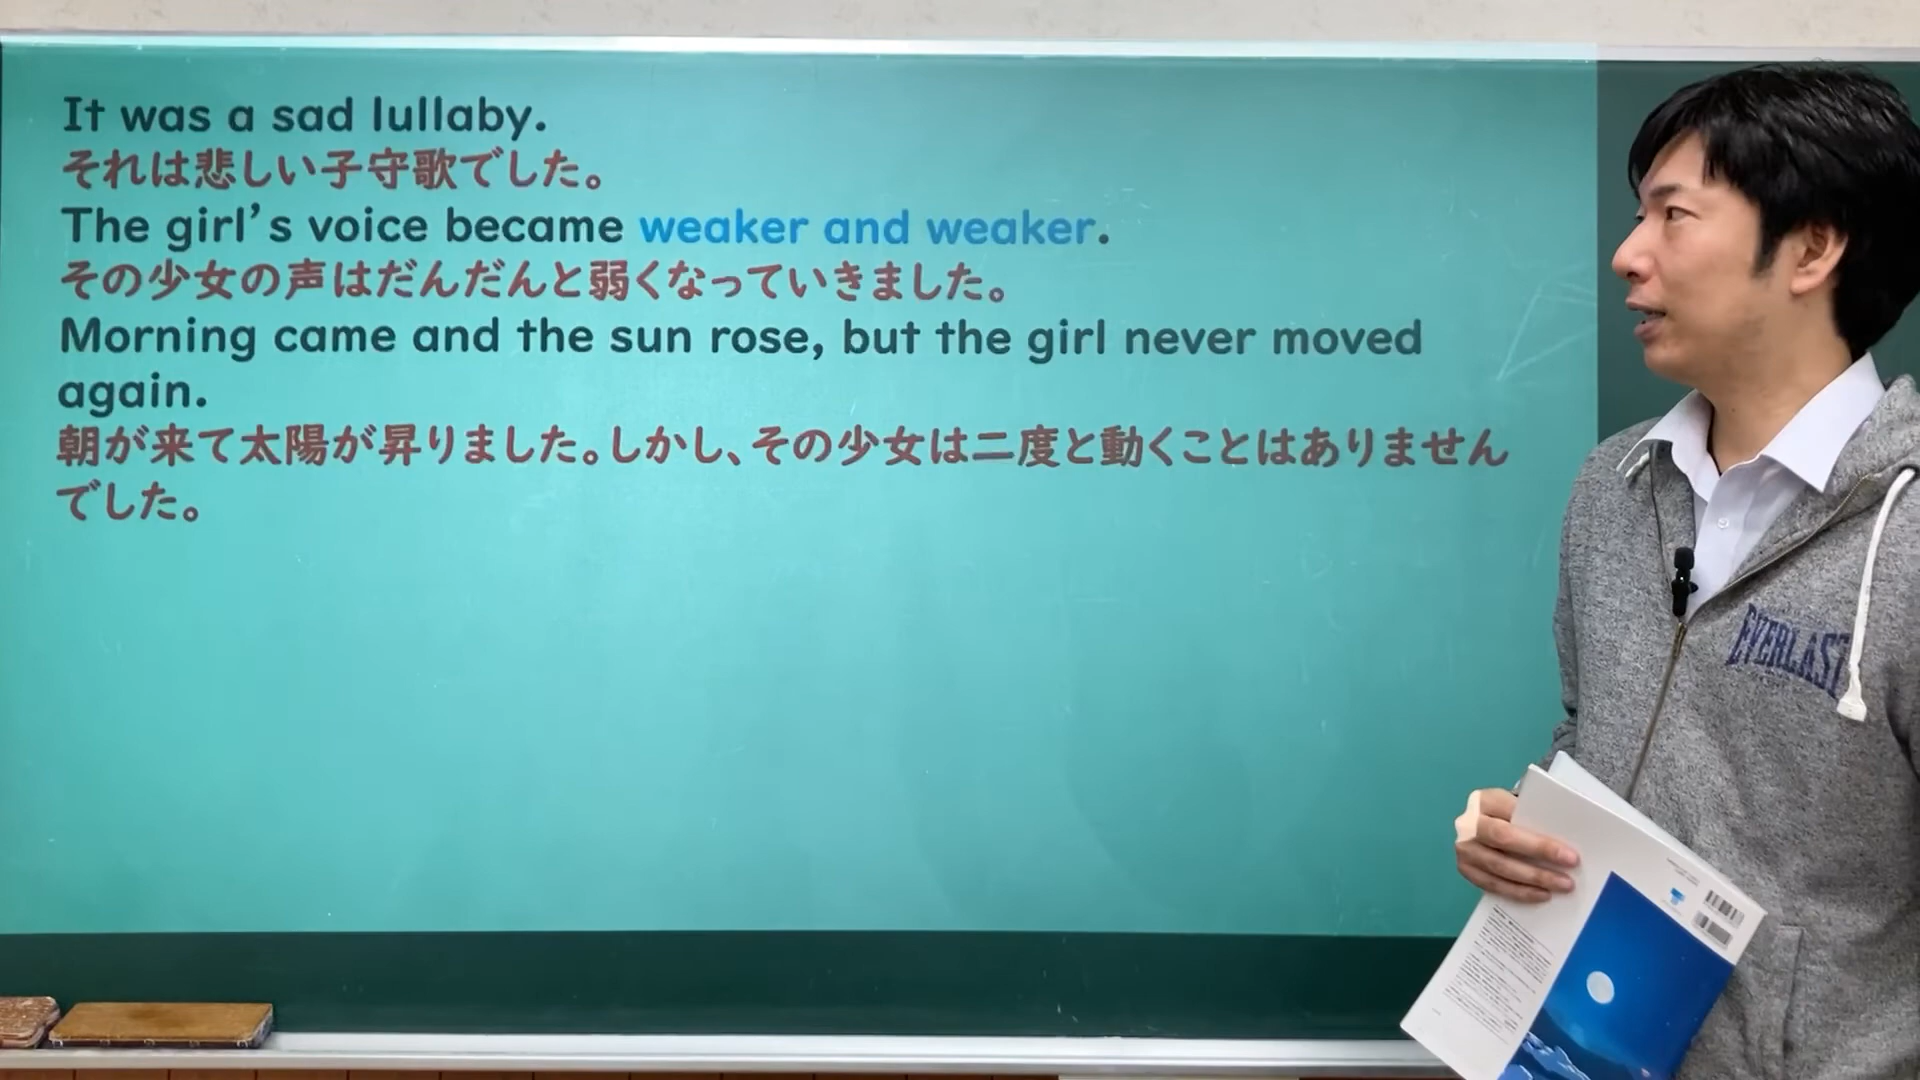 It was a sad lullaby.
それは悲しい子守歌でした。
The girl’s voice became weaker and weaker.
その少女の声はだんだんと弱くなっていきました。
Morning came and the sun rose, but the girl never moved
again.
朝が来て太陽が昇りました。しかし、その少女は二度と動くことはありません
でした。
EVERLAST